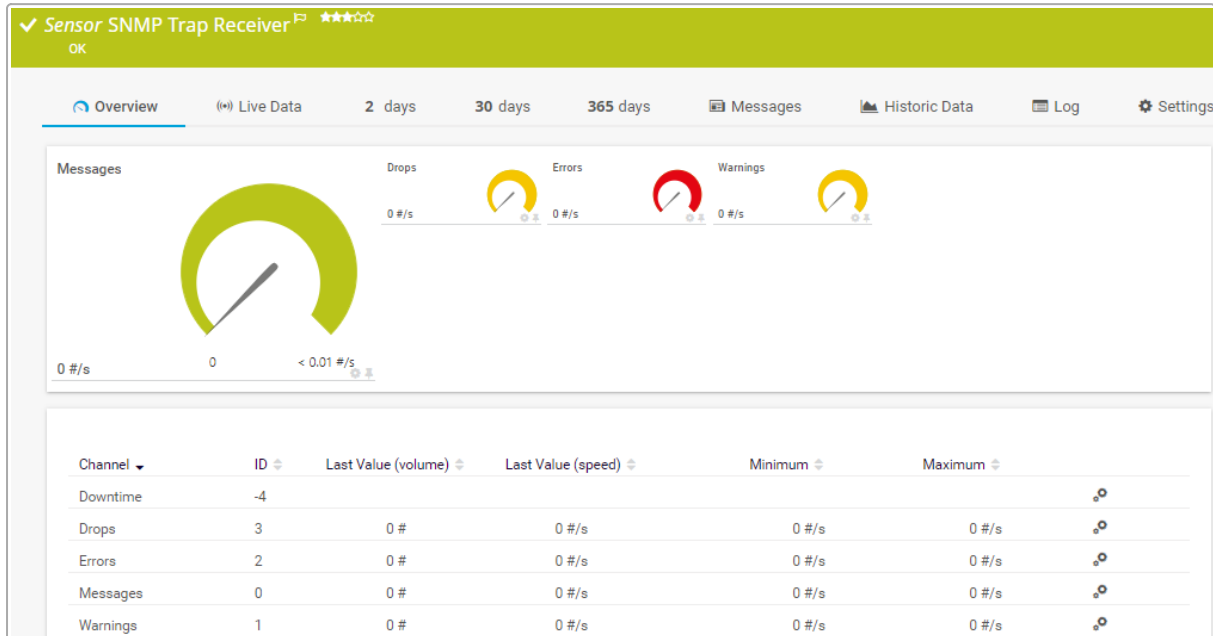 Sensor SNMP Trap Receiver
OK
Overview Live Data 2 days 30 days 365 days Messages Historic Data Log Settings
Messages Drops Errors Warnings
0 #/s 0 #/s 0 #/s
0 < 0.01 #/s
0 #/s
Channel ID Last Value (volume) Last Value (speed) Minimum Maximum
Downtime -4
Drops 3 0 # 0 #/s 0 #/s 0 #/s
Errors 2 0 # 0 #/s 0 #/s 0 #/s
Messages 0 0 # 0 #/s 0 #/s 0 #/s
Warnings 1 0 # 0 #/s 0 #/s 0 #/s